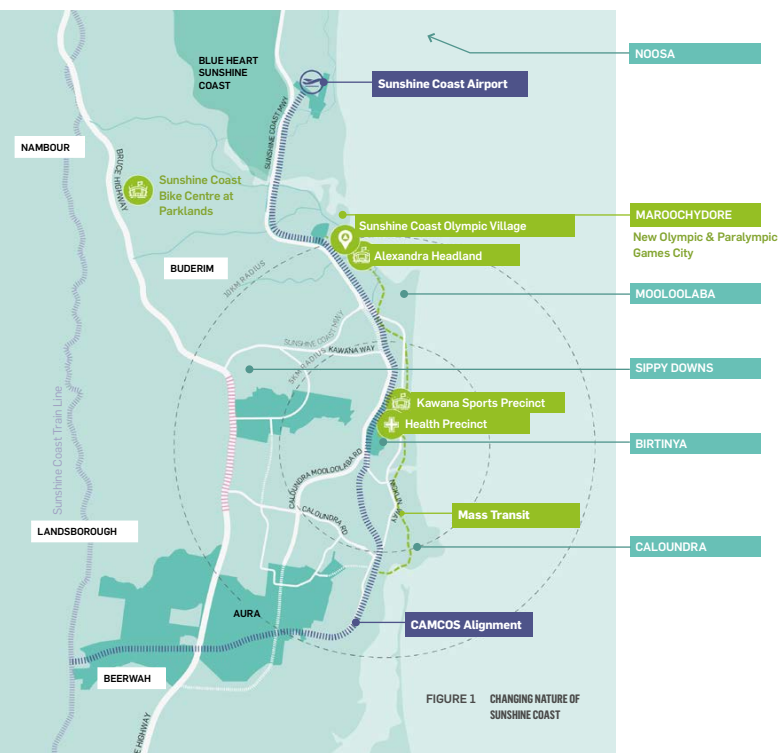 BLUE HEART
SUNSHINE
COAST
NOOSA
Sunshine Coast Airport
SUNSHINE COAST MWY
NAMBOUR
BRUCE HIGHWAY
Sunshine Coast
Bike Centre at
Parklands
MAROOCHYDORE
New Olympic & Paralympic
Games City
Sunshine Coast Olympic Village
Alexandra Headland
BUDERIM
10KM RADIUS
MOOLOOLABA
SUNSHINE COAST MWY
5KM RADIUS
KAWANA WAY
SIPPY DOWNS
Kawana Sports Precinct
Health Precinct
BIRTINYA
Sunshine Coast Train Line
CALOUNDRA MOOLOOLABA RD
NICKLIN WAY
CALOUNDRA RD
Mass Transit
LANDSBOROUGH
CALOUNDRA
AURA
CAMCOS Alignment
BEERWAH
FIGURE 1 CHANGING NATURE OF
SUNSHINE COAST
HIGHWAY